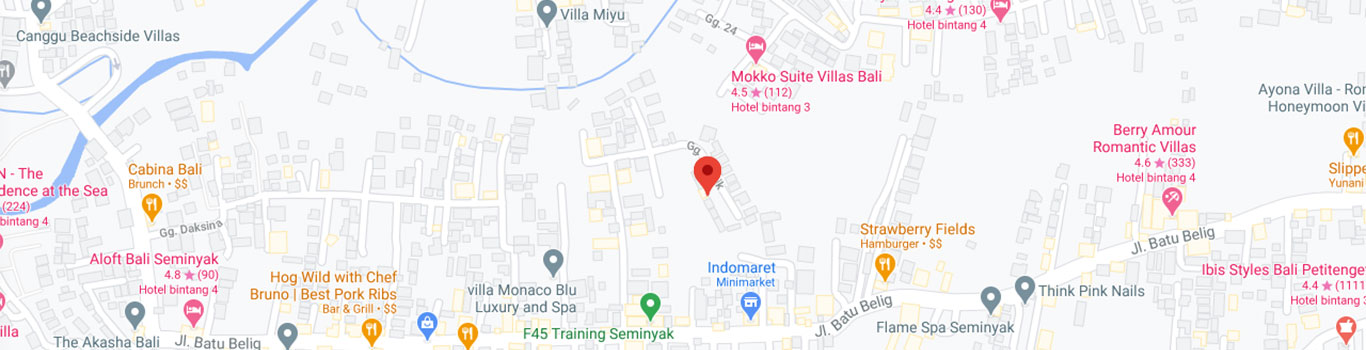 Canggu Beachside Villas
Villa Miyu
Gg. 24
4.4 ★ (130)
Hotel bintang 4
Mokko Suite Villas Bali
4.5 ★ (112)
Hotel bintang 3
Ayona Villa - Ron
Honeymoon Vi
Berry Amour
Romantic Villas
4.6 ★ (333)
Hotel bintang 4
Slippe
Yunani
N - The
dence at the Sea
(224)
bintang 4
Cabina Bali
Brunch • $$
Gg. Daksina
Gg
k
Strawberry Fields
Hamburger • $$
Jl. Batu Belig
Aloft Bali Seminyak
4.8 ★ (90)
Hotel bintang 4
Hog Wild with Chef
Bruno | Best Pork Ribs
Bar & Grill • $$
villa Monaco Blu
Luxury and Spa
Indomaret
Minimarket
Ibis Styles Bali Petitenge
4.4 ★ (1111
Hotel bintang 3
Think Pink Nails
Jl. Batu Belig
Flame Spa Seminyak
F45 Training Seminyak
illa
The Akasha Bali
Jl. Batu Belig